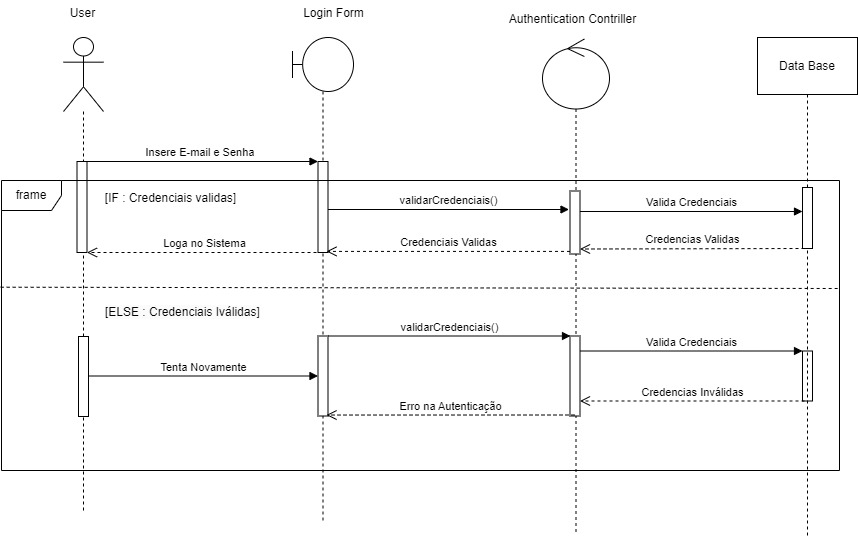 User
Login Form
Authentication Contriller
Data Base
Insere E-mail e Senha
frame
[IF : Credenciais validas]
validarCredenciais()
Valida Credenciais
Loga no Sistema
Credenciais Validas
Credencias Validas
[ELSE : Credenciais Iválidas]
validarCredenciais()
Valida Credenciais
Tenta Novamente
Credencias Inválidas
Erro na Autenticação